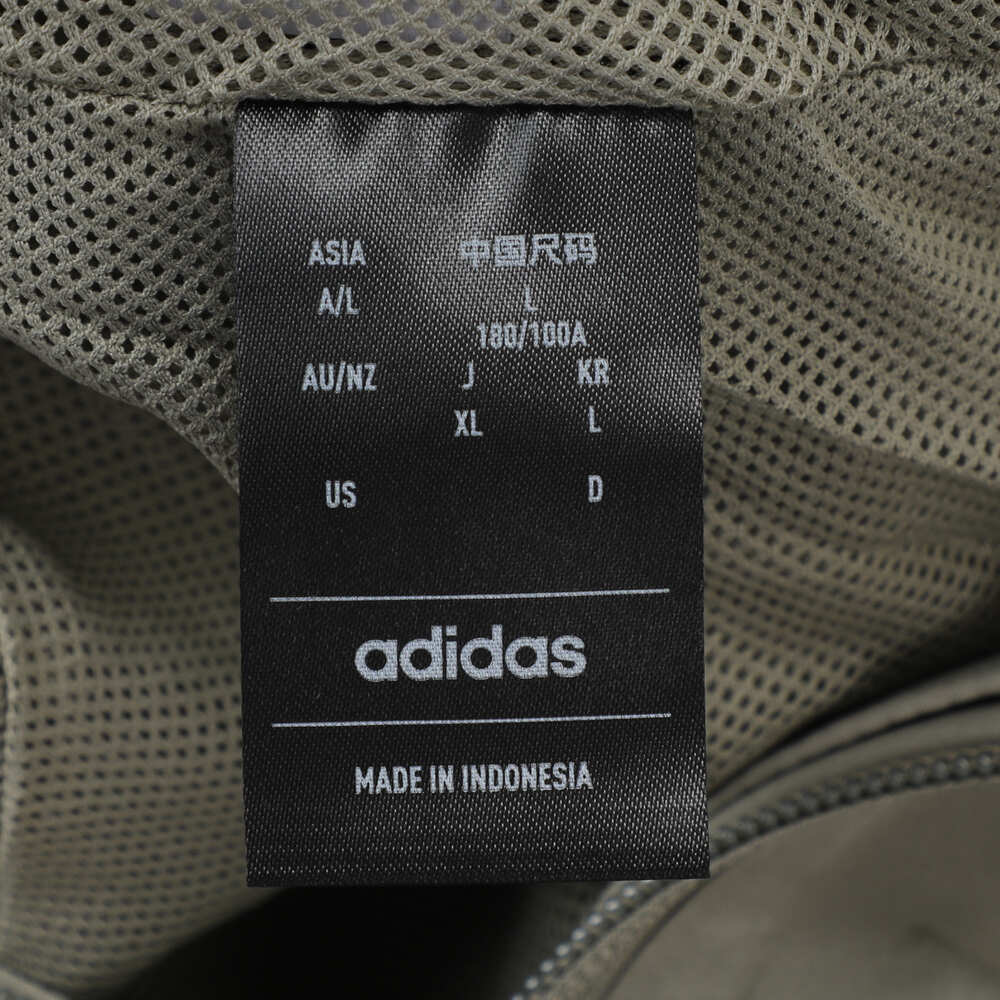 ASIA 中国尺码
A/L L
180/100A
AU/NZ J KR
XL L
US D
adidas
MADE IN INDONESIA